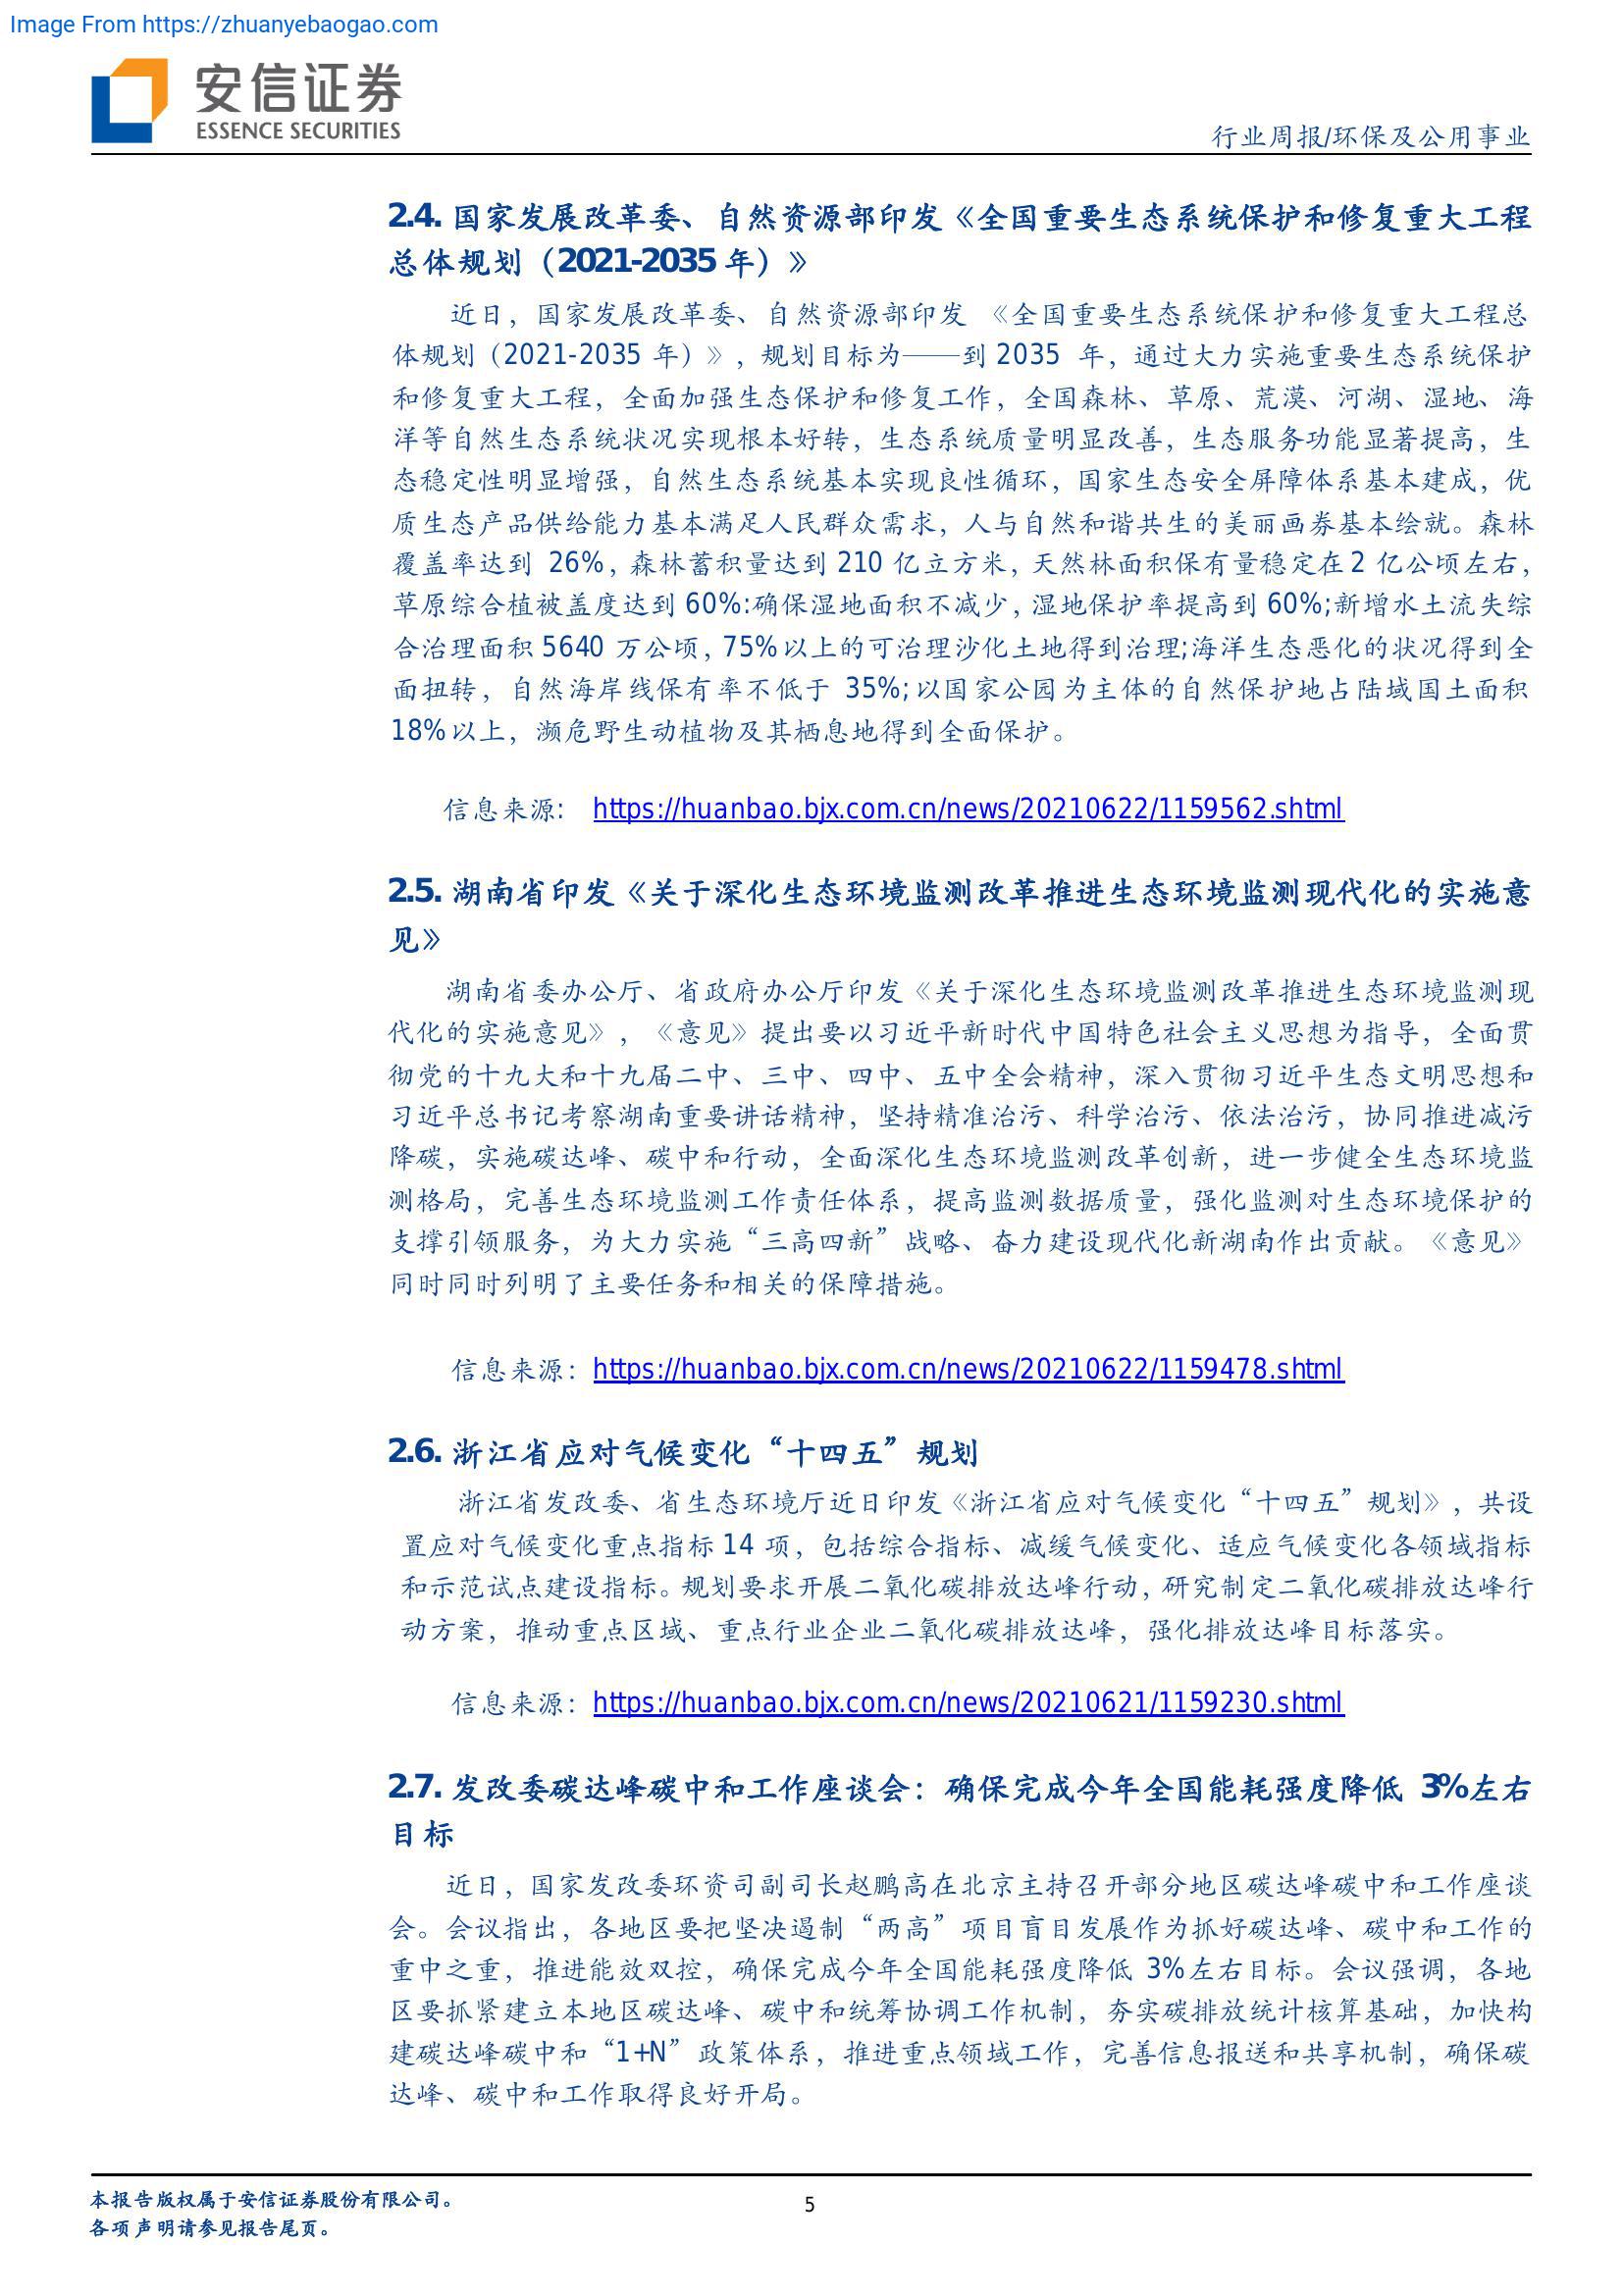 Image From https://zhuanyebaogao.com
安信证券
ESSENCE SECURITIES
行业周报/环保及公用事业
2.4. 国家发展改革委、自然资源部印发《全国重要生态系统保护和修复重大工程
总体规划（2021-2035 年）》
近日，国家发展改革委、自然资源部印发 《全国重要生态系统保护和修复重大工程总
体规划（2021-2035 年）》，规划目标为——到 2035 年，通过大力实施重要生态系统保护
和修复重大工程，全面加强生态保护和修复工作，全国森林、草原、荒漠、河湖、湿地、海
洋等自然生态系统状况实现根本好转，生态系统质量明显改善，生态服务功能显著提高，生
态稳定性明显增强，自然生态系统基本实现良性循环，国家生态安全屏障体系基本建成，优
质生态产品供给能力基本满足人民群众需求，人与自然和谐共生的美丽画券基本绘就。森林
覆盖率达到 26%，森林蓄积量达到 210 亿立方米，天然林面积保有量稳定在 2 亿公顷左右，
草原综合植被盖度达到 60%:确保湿地面积不减少，湿地保护率提高到 60%;新增水土流失综
合治理面积 5640 万公顷，75%以上的可治理沙化土地得到治理;海洋生态恶化的状况得到全
面扭转，自然海岸线保有率不低于 35%;以国家公园为主体的自然保护地占陆域国土面积
18%以上，濒危野生动植物及其栖息地得到全面保护。
信息来源： https://huanbao.bjx.com.cn/news/20210622/1159562.shtml
2.5. 湖南省印发《关于深化生态环境监测改革推进生态环境监测现代化的实施意
见》
湖南省委办公厅、省政府办公厅印发《关于深化生态环境监测改革推进生态环境监测现
代化的实施意见》，《意见》提出要以习近平新时代中国特色社会主义思想为指导，全面贯
彻党的十九大和十九届二中、三中、四中、五中全会精神，深入贯彻习近平生态文明思想和
习近平总书记考察湖南重要讲话精神，坚持精准治污、科学治污、依法治污，协同推进减污
降碳，实施碳达峰、碳中和行动，全面深化生态环境监测改革创新，进一步健全生态环境监
测格局，完善生态环境监测工作责任体系，提高监测数据质量，强化监测对生态环境保护的
支撑引领服务，为大力实施“三高四新”战略、奋力建设现代化新湖南作出贡献。《意见》
同时同时列明了主要任务和相关的保障措施。
信息来源：https://huanbao.bjx.com.cn/news/20210622/1159478.shtml
2.6. 浙江省应对气候变化“十四五”规划
浙江省发改委、省生态环境厅近日印发《浙江省应对气候变化“十四五”规划》，共设
置应对气候变化重点指标 14 项，包括综合指标、减缓气候变化、适应气候变化各领域指标
和示范试点建设指标。规划要求开展二氧化碳排放达峰行动，研究制定二氧化碳排放达峰行
动方案，推动重点区域、重点行业企业二氧化碳排放达峰，强化排放达峰目标落实。
信息来源：https://huanbao.bjx.com.cn/news/20210621/1159230.shtml
2.7. 发改委碳达峰碳中和工作座谈会：确保完成今年全国能耗强度降低 3%左右
目标
近日，国家发改委环资司副司长赵鹏高在北京主持召开部分地区碳达峰碳中和工作座谈
会。会议指出，各地区要把坚决遏制“两高”项目盲目发展作为抓好碳达峰、碳中和工作的
重中之重，推进能效双控，确保完成今年全国能耗强度降低 3%左右目标。会议强调，各地
区要抓紧建立本地区碳达峰、碳中和统筹协调工作机制，夯实碳排放统计核算基础，加快构
建碳达峰碳中和“1+N”政策体系，推进重点领域工作，完善信息报送和共享机制，确保碳
达峰、碳中和工作取得良好开局。
本报告版权属于安信证券股份有限公司。
各项声明请参见报告尾页。
5